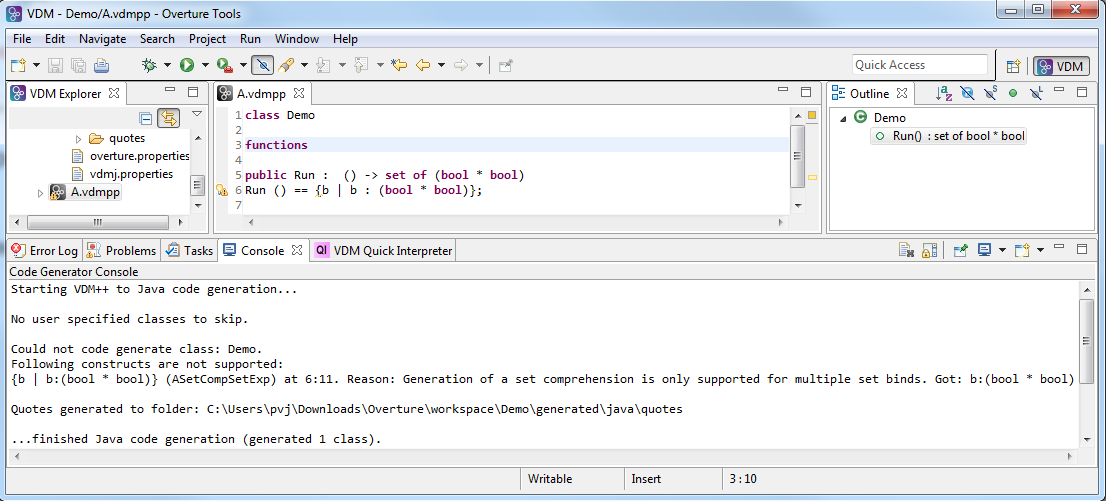 VDM - Demo/A.vdmpp - Overture Tools
File Edit Navigate Search Project Run Window Help
Quick Access
VDM
VDM Explorer
quotes
overture.properties
vdmj.properties
A.vdmpp
A.vdmpp
1 class Demo
2
3 functions
4
5 public Run :  () -> set of (bool * bool)
6 Run () == {b | b : (bool * bool)};
7
Outline
Demo
Run() : set of bool * bool
Error Log Problems Tasks Console QI VDM Quick Interpreter
Code Generator Console
Starting VDM++ to Java code generation...
No user specified classes to skip.
Could not code generate class: Demo.
Following constructs are not supported:
{b | b:(bool * bool)} (ASetCompSetExp) at 6:11. Reason: Generation of a set comprehension is only supported for multiple set binds. Got: b:(bool * bool)
Quotes generated to folder: C:\Users\pvj\Downloads\Overture\workspace\Demo\generated\java\quotes
...finished Java code generation (generated 1 class).
Writable Insert 3 : 10